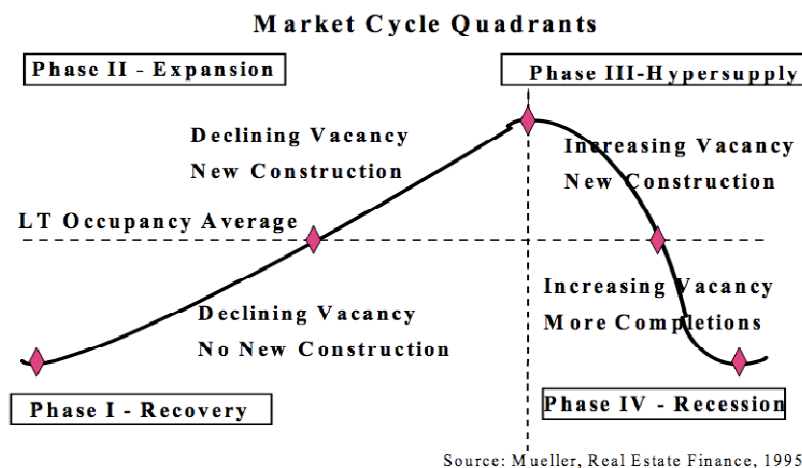 Market Cycle Quadrants
Phase II - Expansion
Phase III-Hypersupply
Declining Vacancy
New Construction
Increasing Vacancy
New Construction
LT Occupancy Average
Declining Vacancy
No New Construction
Increasing Vacancy
More Completions
Phase I - Recovery
Phase IV - Recession
Source: Mueller, Real Estate Finance, 1995